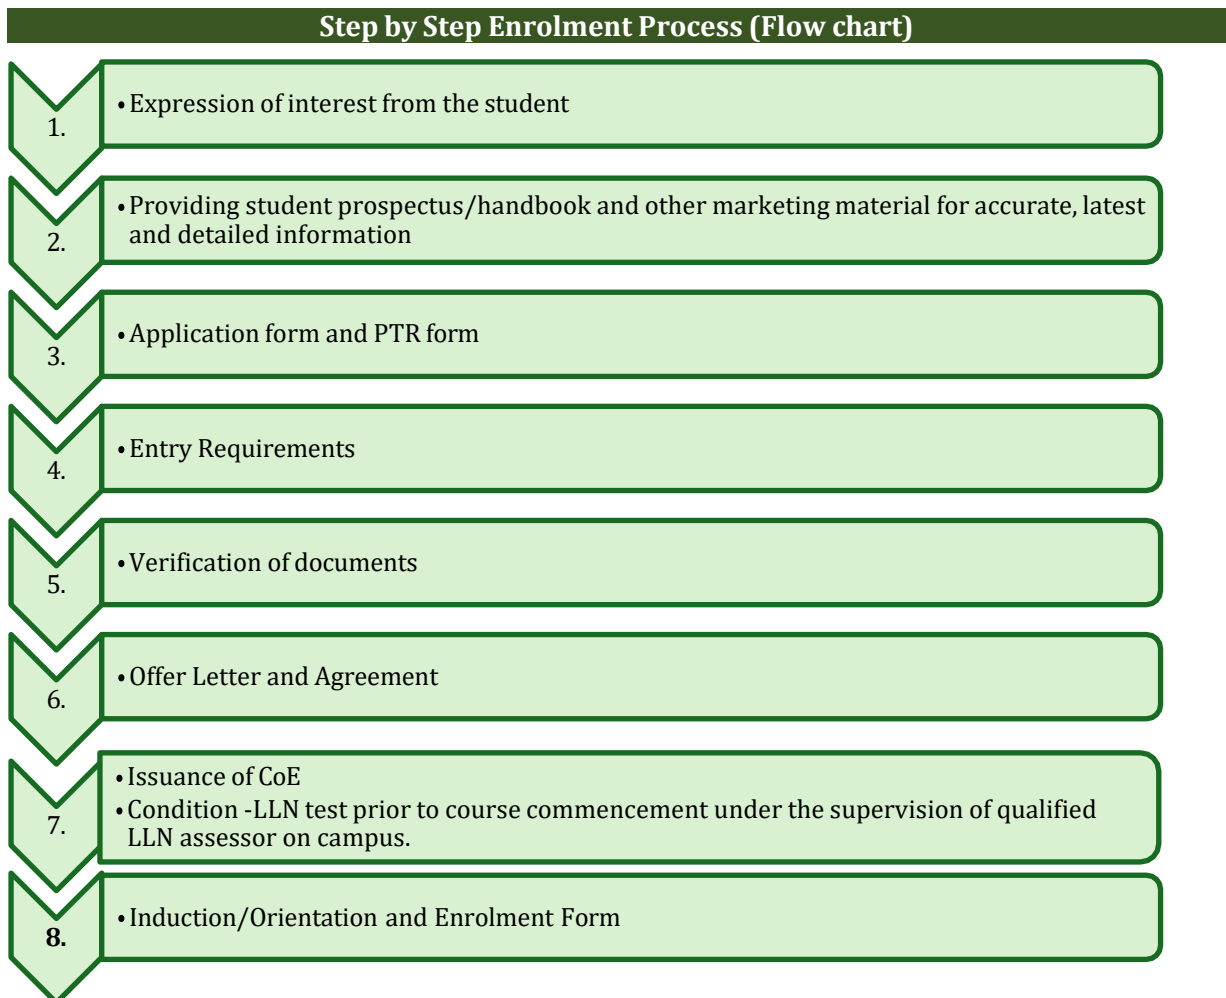 Step by Step Enrolment Process (Flow chart)
1.
•Expression of interest from the student
2.
•Providing student prospectus/handbook and other marketing material for accurate, latest
and detailed information
3.
•Application form and PTR form
4.
•Entry Requirements
5.
•Verification of documents
6.
•Offer Letter and Agreement
7.
•Issuance of CoE
•Condition -LLN test prior to course commencement under the supervision of qualified
LLN assessor on campus.
8.
•Induction/Orientation and Enrolment Form